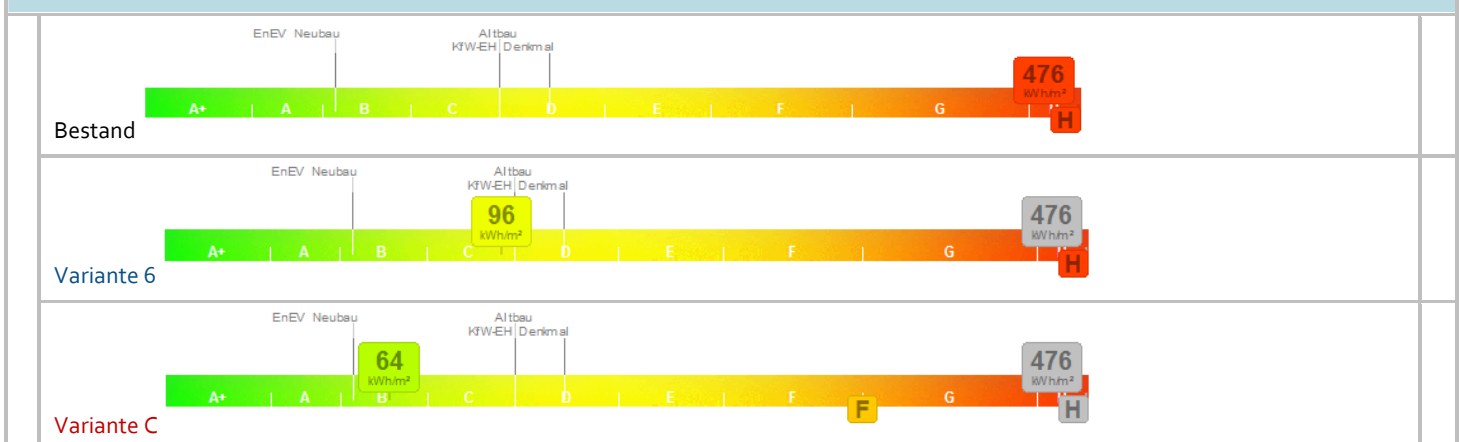 EnEV Neubau
Altbau
KfW-EH Denkmal
476
kWh/m²
A+ A B C D E F G
H
Bestand
EnEV Neubau
Altbau
KfW-EH Denkmal
96
kWh/m²
476
kWh/m²
A+ A B C D E F G
H
Variante 6
EnEV Neubau
Altbau
KfW-EH Denkmal
64
kWh/m²
476
kWh/m²
A+ A B C D E F G
F H
Variante C